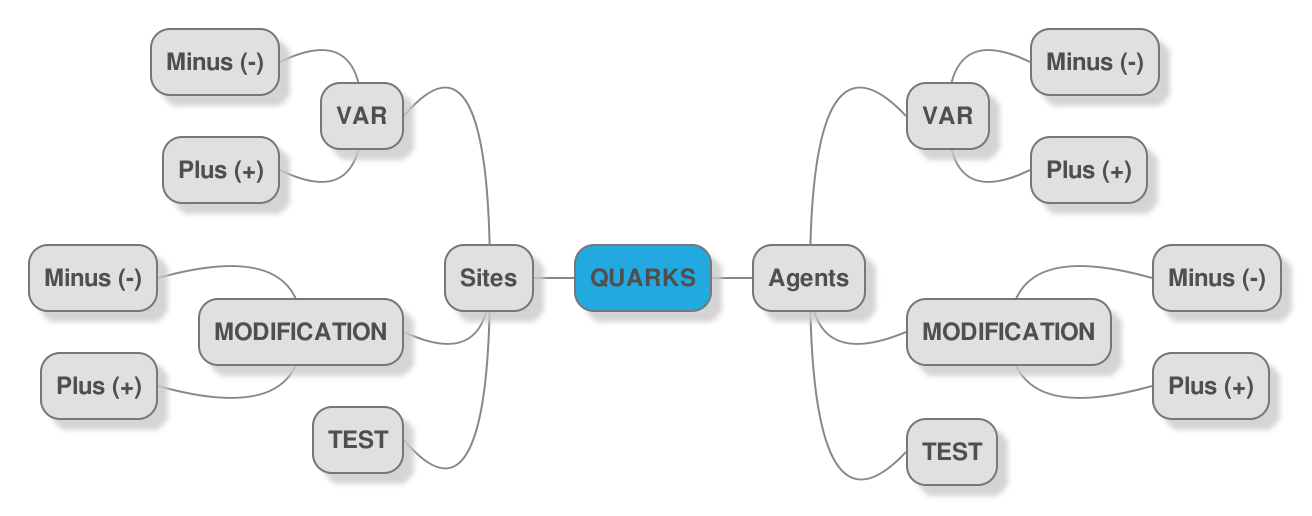 Minus (-)
VAR
Plus (+)
Minus (-)
MODIFICATION
Plus (+)
TEST
Sites
QUARKS
Agents
Minus (-)
VAR
Plus (+)
Minus (-)
MODIFICATION
Plus (+)
TEST